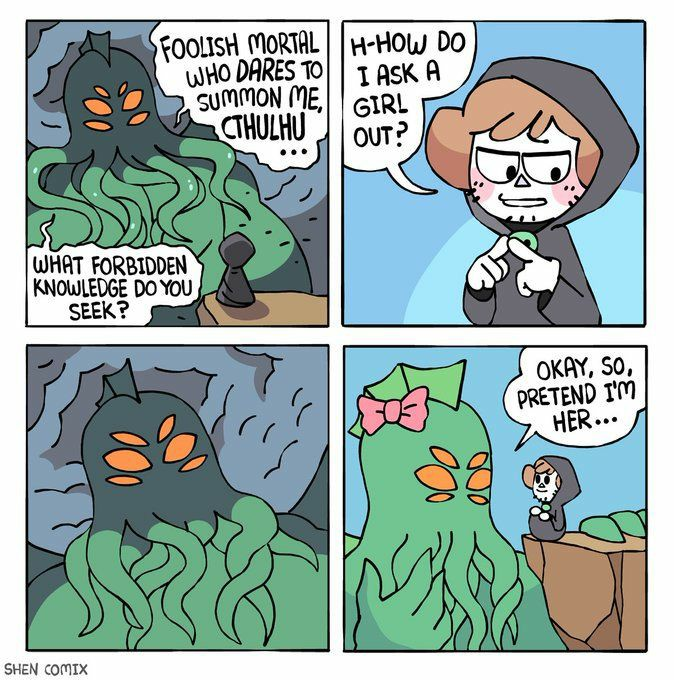 FOOLISH MORTAL
WHO DARES TO
SUMMON ME,
CTHULHU
...
WHAT FORBIDDEN
KNOWLEDGE DO YOU
SEEK?
H-HOW DO
I ASK A
GIRL
OUT?
OKAY, SO,
PRETEND I'M
HER...
SHEN COMIX